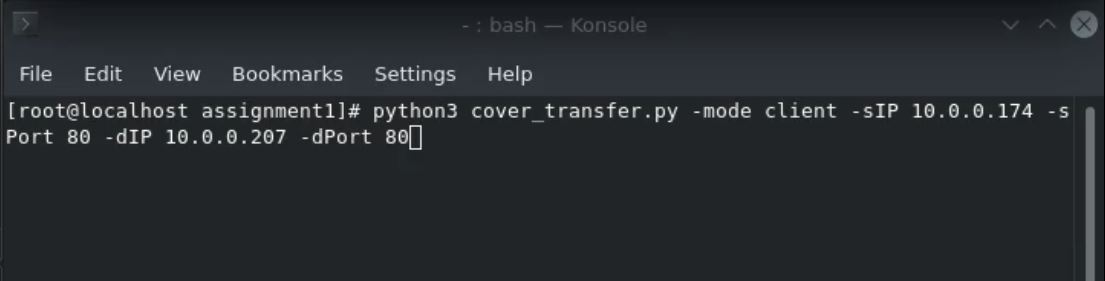 - : bash — Konsole
File Edit View Bookmarks Settings Help
[root@localhost assignment1]# python3 cover_transfer.py -mode client -sIP 10.0.0.174 -s
Port 80 -dIP 10.0.0.207 -dPort 80